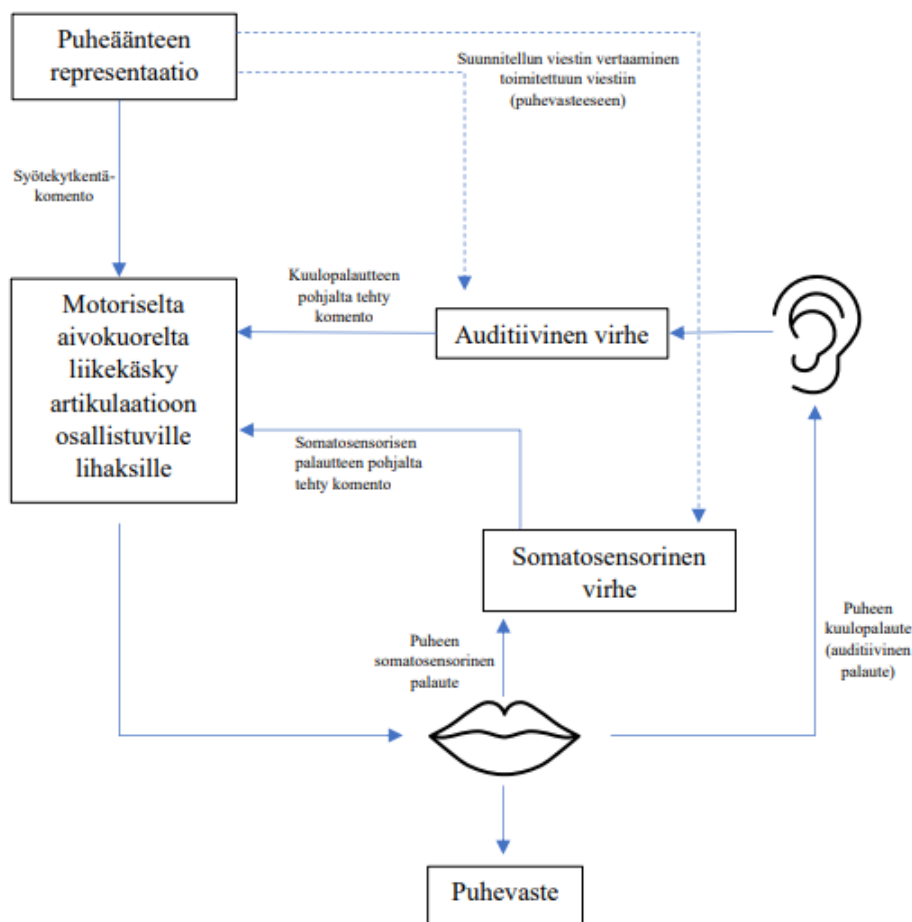 Puheäänteen
representaatio
Suunnitellun viestin vertaaminen
toimitettuun viestiin
(puhevasteeseen)
Syötekytkentä-
komento
Motoriselta
aivokuorelta
liikekäsky
artikulaatioon
osallistuville
lihaksille
Kuulopalautteen
pohjalta tehty
komento
Auditiivinen virhe
Somatosensorisen
palautteen pohjalta
tehty komento
Somatosensorinen
virhe
Puheen
somatosensorinen
palaute
Puheen
kuulopalaute
(auditiivinen
palaute)
Puhevaste